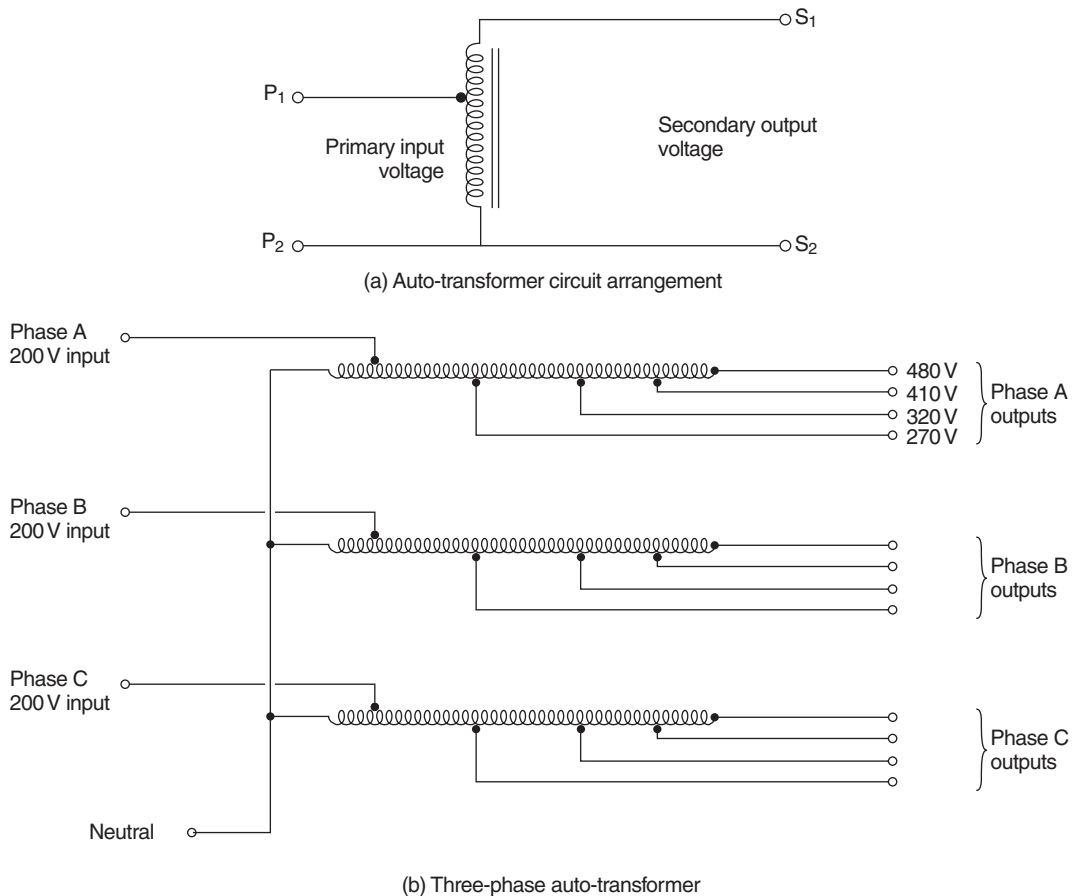 S1
P1
Primary input
voltage
Secondary output
voltage
P2
S2
(a) Auto-transformer circuit arrangement
Phase A
200 V input
480 V
410 V
320 V
270 V
Phase A
outputs
Phase B
200 V input
Phase B
outputs
Phase C
200 V input
Phase C
outputs
Neutral
(b) Three-phase auto-transformer